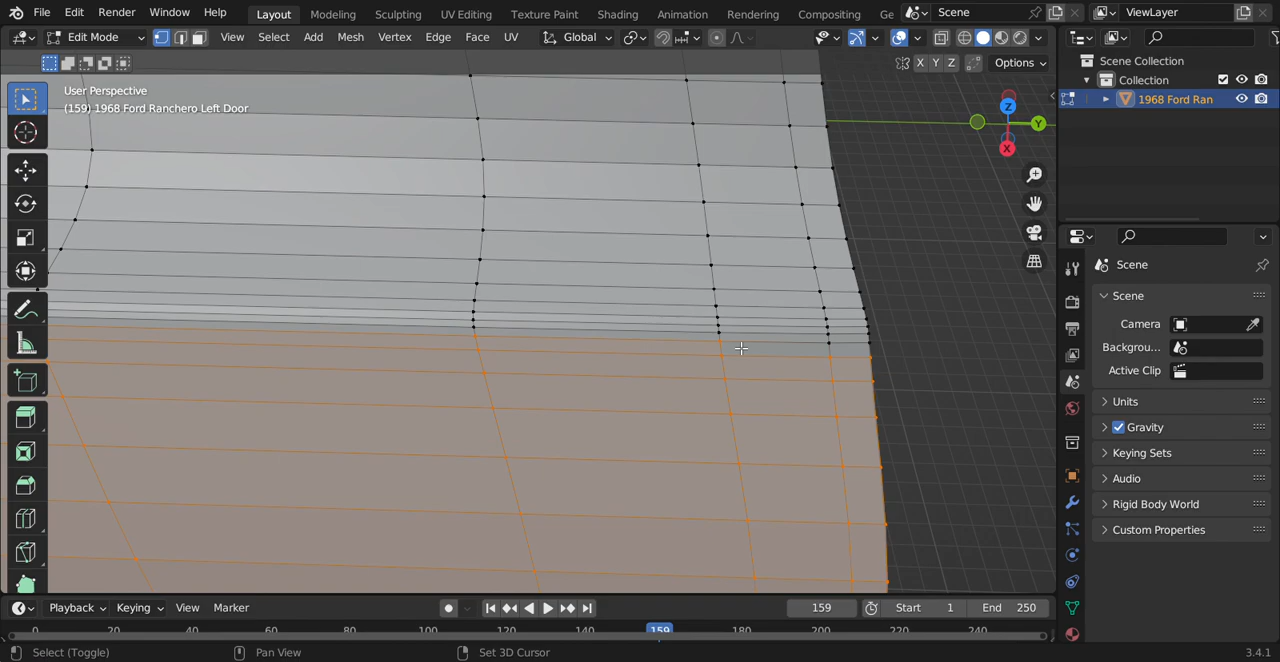 File Edit Render Window Help Layout Modeling Sculpting UV Editing Texture Paint Shading Animation Rendering Compositing Ge Scene ViewLayer
Edit Mode View Select Add Mesh Vertex Edge Face UV Global
X Y Z Options
User Perspective
(159) 1968 Ford Ranchero Left Door
Z
Y
X
Scene Collection
Collection
1968 Ford Ran
Scene
Scene
Camera
Backgrou...
Active Clip
Units
Gravity
Keying Sets
Audio
Rigid Body World
Custom Properties
Playback Keying View Marker 159 Start 1 End 250
0 20 40 60 80 100 120 140 159 180 200 220 240
Select (Toggle) Pan View Set 3D Cursor 3.4.1